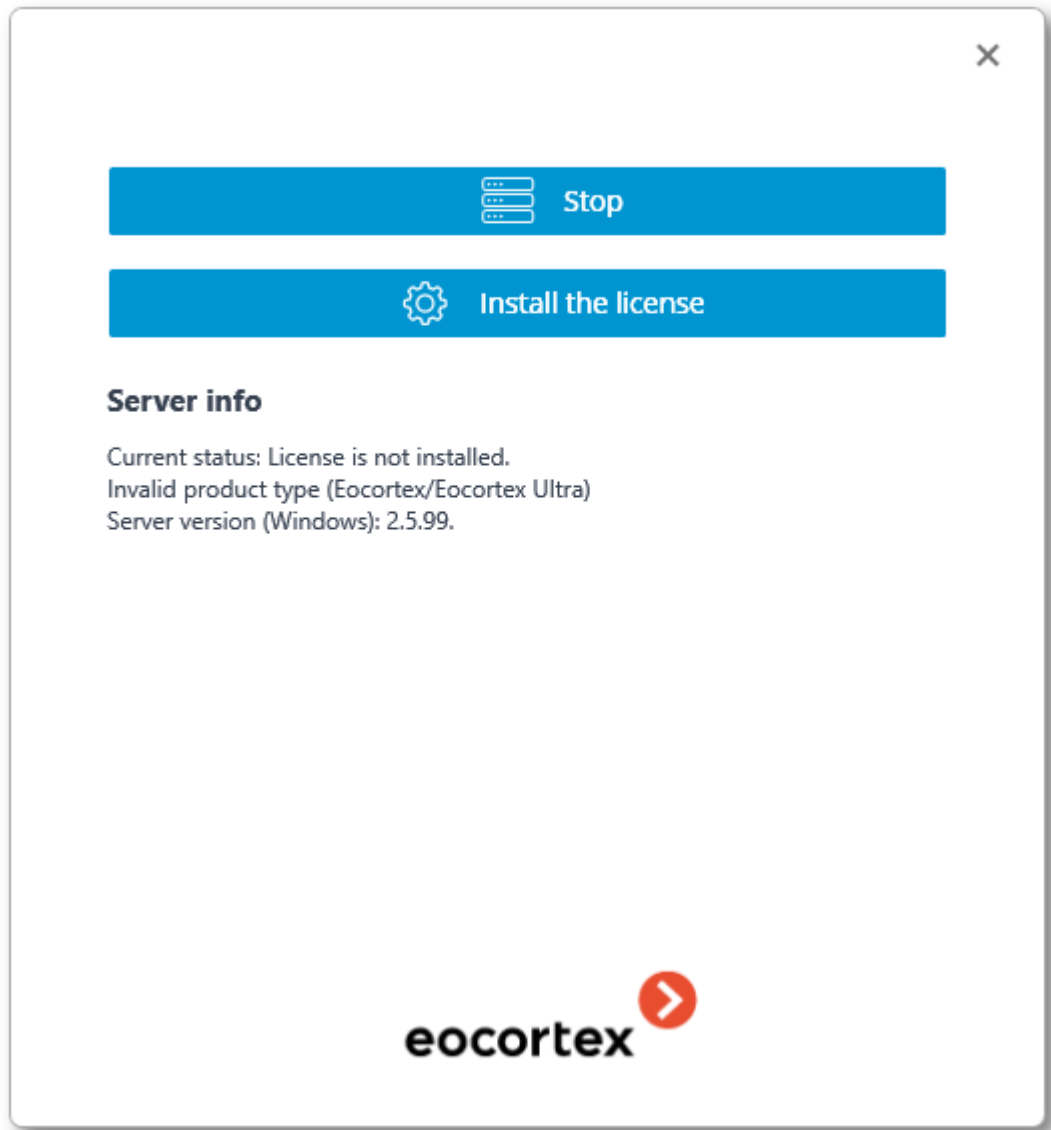 Stop
Install the license
Server info
Current status: License is not installed.
Invalid product type (Eocortex/Eocortex Ultra)
Server version (Windows): 2.5.99.
eocortex